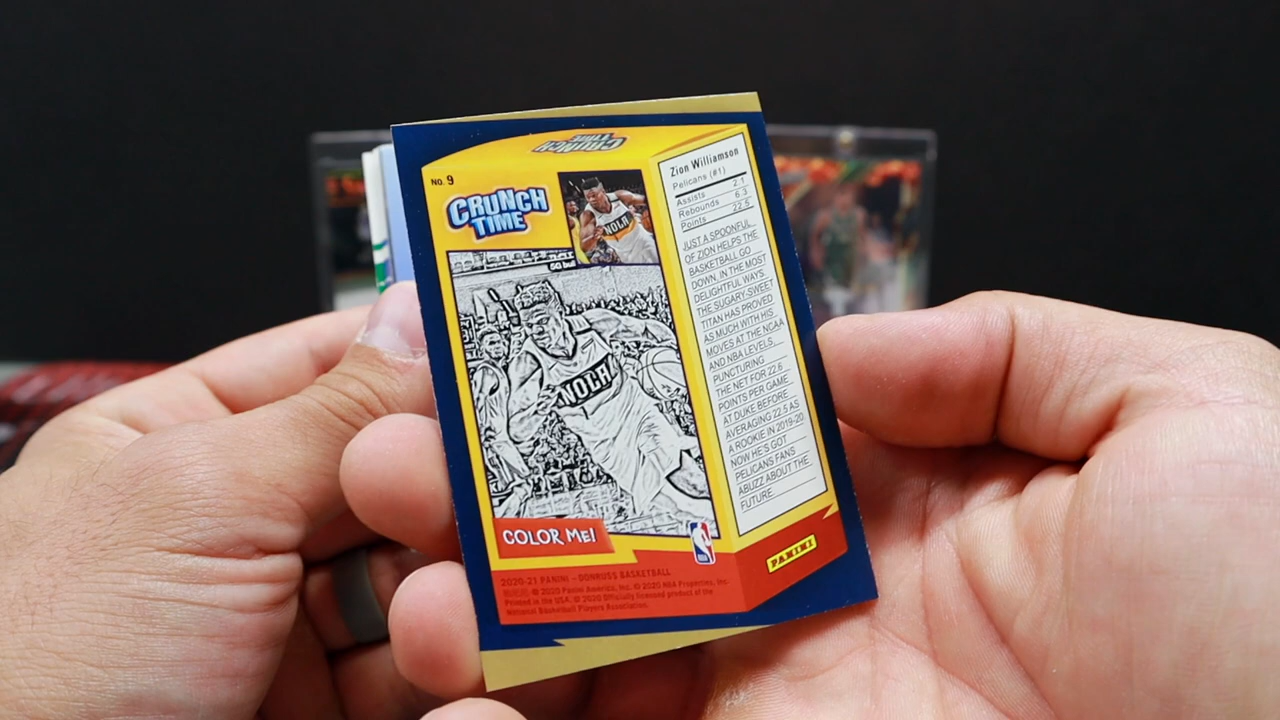 CRUNCH
TIME
NO. 9
CRUNCH
TIME
NOLA
NOLA
COLOR ME!
Zion Williamson
Pelicans (#1)
Assists 2.1
Rebounds 6.3
Points 22.5
JUST A SPOONFUL
OF ZION HELPS THE
BASKETBALL GO
DOWN, IN THE MOST
DELIGHTFUL WAYS.
THE SUGARY-SWEET
TITAN HAS PROVED
AS MUCH WITH HIS
MOVES AT THE NCAA
AND NBA LEVELS,
PUNCTURING
THE NET FOR 22.6
POINTS PER GAME
AT DUKE BEFORE
AVERAGING 22.5 AS
A ROOKIE IN 2019-20
NOW HE'S GOT
PELICANS FANS
ABUZZ ABOUT THE
FUTURE.
PANINI
2020-21 PANINI – DONRUSS BASKETBALL
© 2020 Panini America, Inc. © 2020 NBA Properties, Inc.
Printed in the USA. © 2020 Officially licensed product of the
National Basketball Players Association.